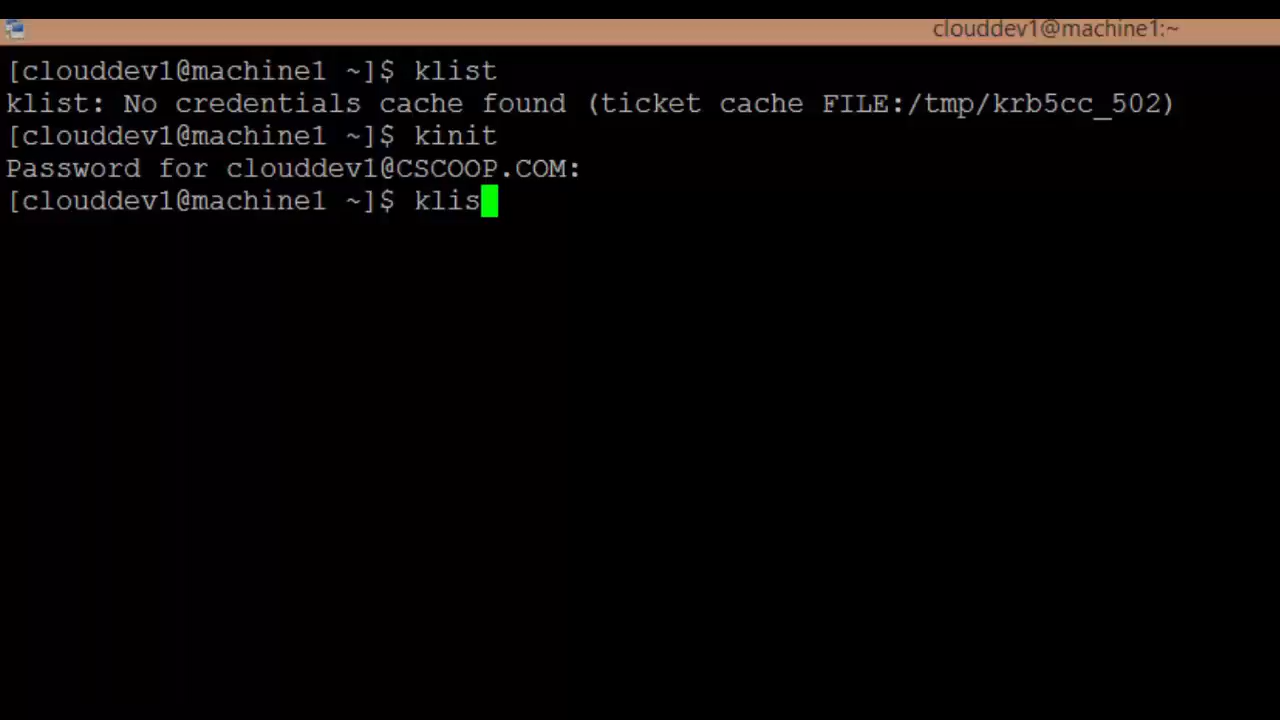 clouddev1@machine1:~
[clouddev1@machine1 ~]$ klist
klist: No credentials cache found (ticket cache FILE:/tmp/krb5cc_502)
[clouddev1@machine1 ~]$ kinit
Password for clouddev1@CSCOOP.COM:
[clouddev1@machine1 ~]$ klis